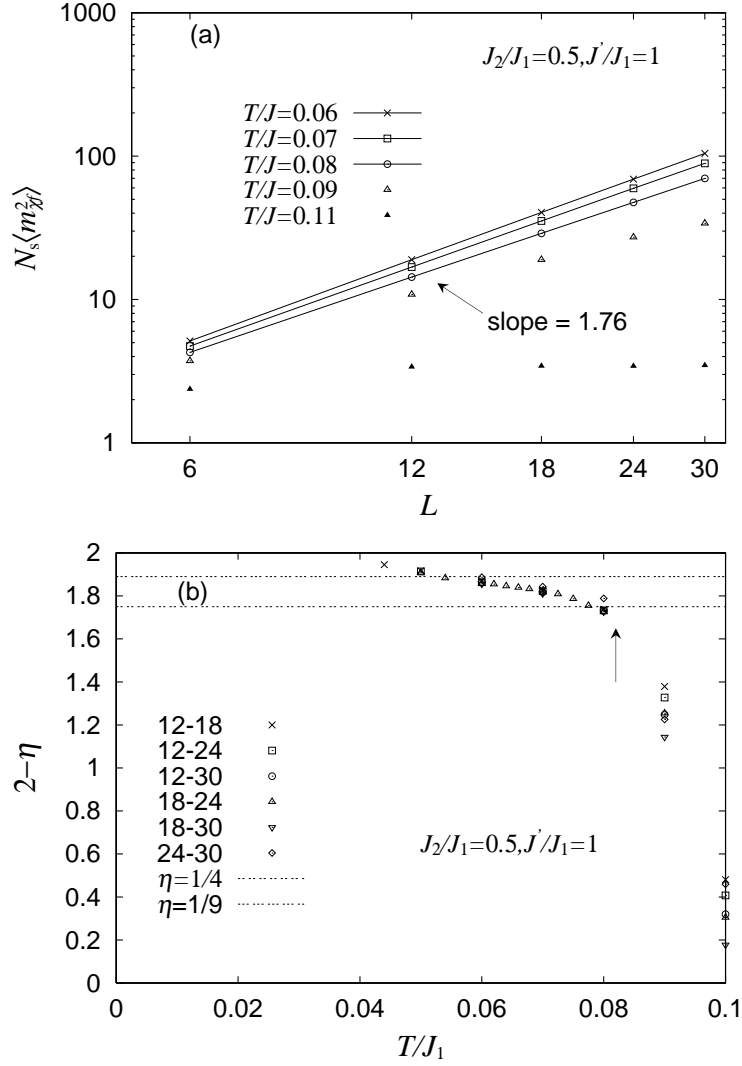 1000
(a)
J2/J1=0.5,J'/J1=1
T/J=0.06
T/J=0.07
100
T/J=0.08
T/J=0.09
T/J=0.11
Ns⟨m²χf⟩
10
slope = 1.76
1
6 12 18 24 30
L
2
(b)
1.8
1.6
1.4
1.2
12-18
12-24
2−η
1
12-30
18-24
0.8
18-30
J2/J1=0.5,J'/J1=1
0.6
24-30
η=1/4
0.4
η=1/9
0.2
0
0 0.02 0.04 0.06 0.08 0.1
T/J1